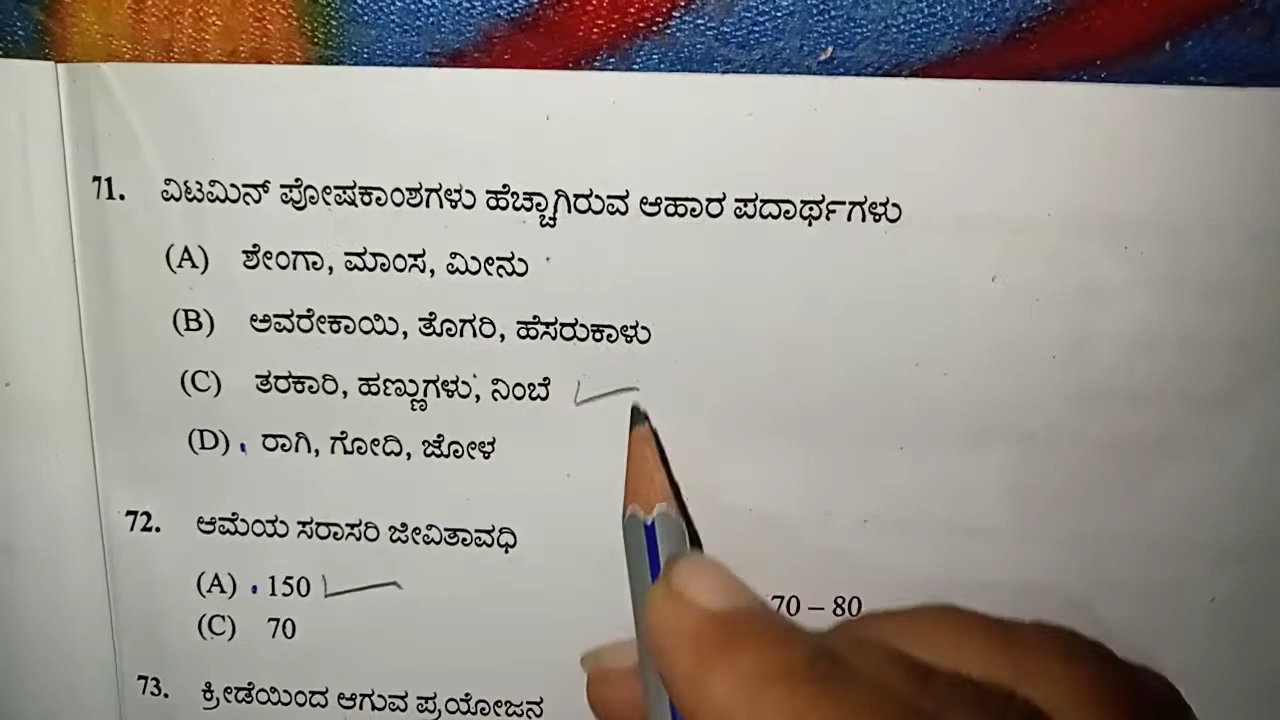 71. ವಿಟಮಿನ್ ಪೋಷಕಾಂಶಗಳು ಹೆಚ್ಚಾಗಿರುವ ಆಹಾರ ಪದಾರ್ಥಗಳು
(A) ಶೇಂಗಾ, ಮಾಂಸ, ಮೀನು
(B) ಅವರೇಕಾಯಿ, ತೊಗರಿ, ಹೆಸರುಕಾಳು
(C) ತರಕಾರಿ, ಹಣ್ಣುಗಳು, ನಿಂಬೆ
(D) ರಾಗಿ, ಗೋದಿ, ಜೋಳ
72. ಆಮೆಯ ಸರಾಸರಿ ಜೀವಿತಾವಧಿ
(A) 150 70 – 80
(C) 70
73. ಕ್ರೀಡೆಯಿಂದ ಆಗುವ ಪ್ರಯೋಜನ